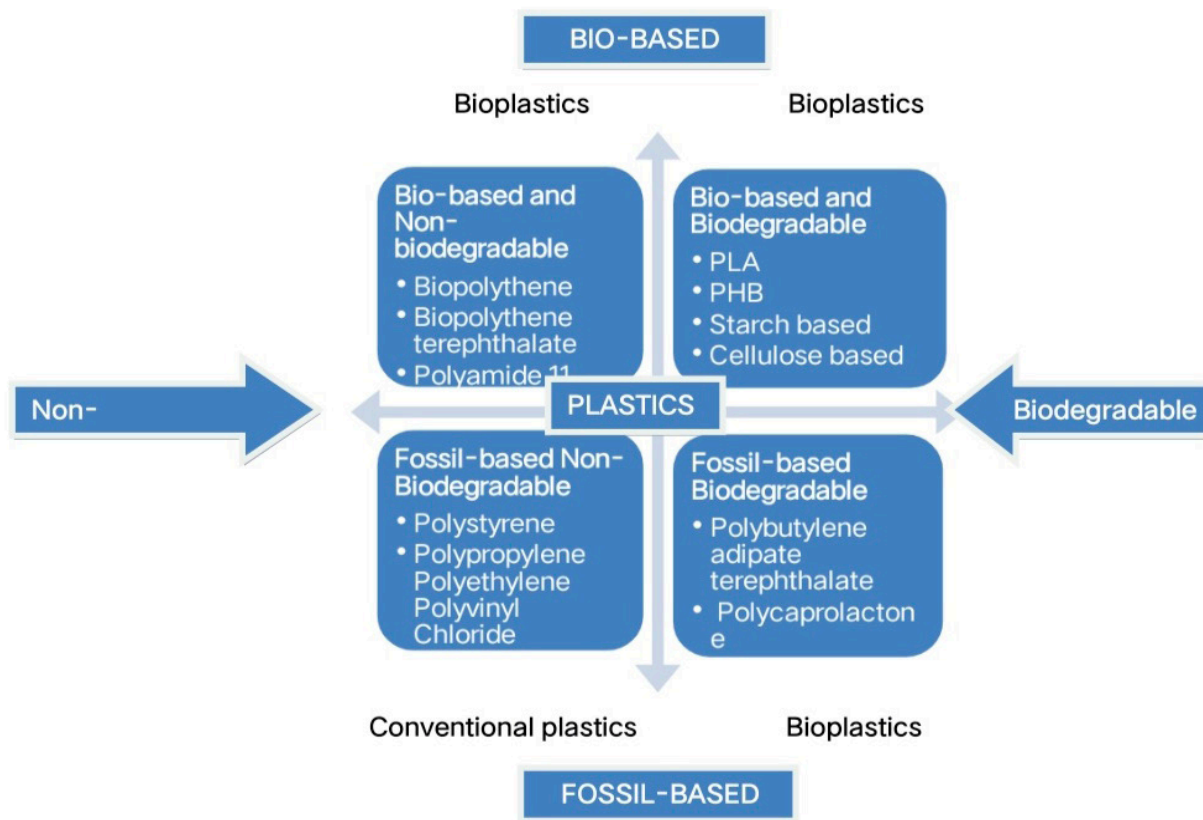 BIO-BASED
Bioplastics
Bioplastics
Bio-based and
Non-
biodegradable
• Biopolythene
• Biopolythene
terephthalate
• Polyamide 11
Bio-based and
Biodegradable
• PLA
• PHB
• Starch based
• Cellulose based
Non-
PLASTICS
Biodegradable
Fossil-based Non-
Biodegradable
• Polystyrene
• Polypropylene
Polyethylene
Polyvinyl
Chloride
Fossil-based
Biodegradable
• Polybutylene
adipate
terephthalate
• Polycaprolacton
e
Conventional plastics
Bioplastics
FOSSIL-BASED